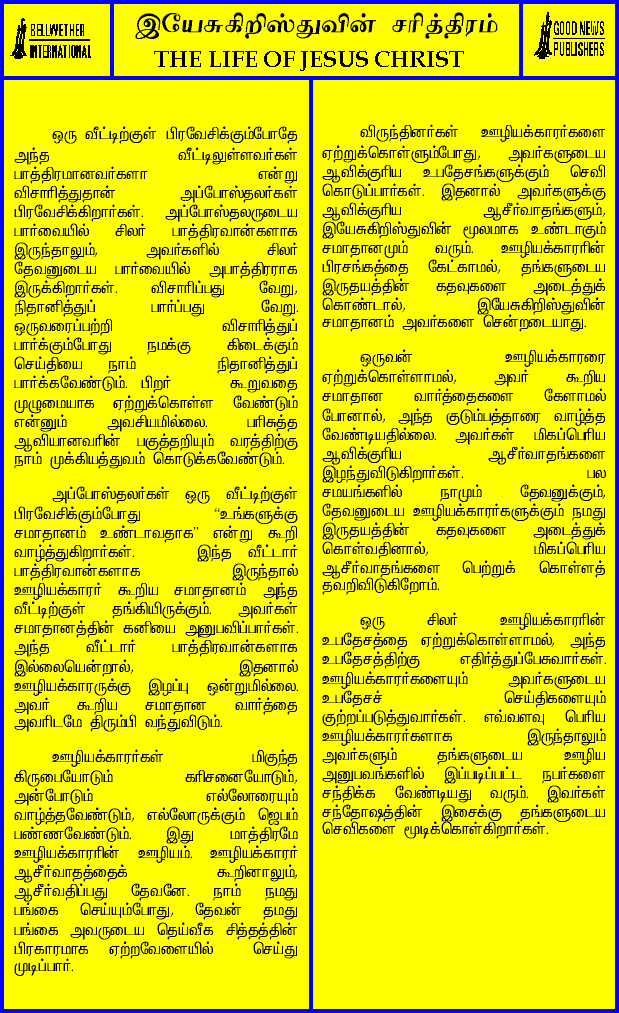 BELLWETHER
INTERNATIONAL
இயேசுகிறிஸ்துவின் சரித்திரம்
THE LIFE OF JESUS CHRIST
GOOD NEWS
PUBLISHERS
ஒரு வீட்டிற்குள் பிரவேசிக்கும்போதே
அந்த வீட்டிலுள்ளவர்கள்
பாத்திரமானவர்களா என்று
விசாரித்துதான் அப்போஸ்தலர்கள்
பிரவேசிக்கிறார்கள். அப்போஸ்தலருடைய
பார்வையில் சிலர் பாத்திரவான்களாக
இருந்தாலும், அவர்களில் சிலர்
தேவனுடைய பார்வையில் அபாத்திரராக
இருக்கிறார்கள். விசாரிப்பது வேறு,
நிதானித்துப் பார்ப்பது வேறு.
ஒருவரைப்பற்றி விசாரித்துப்
பார்க்கும்போது நமக்கு கிடைக்கும்
செய்தியை நாம் நிதானித்துப்
பார்க்கவேண்டும். பிறர் கூறுவதை
முழுமையாக ஏற்றுக்கொள்ள வேண்டும்
என்னும் அவசியமில்லை. பரிசுத்த
ஆவியானவரின் பகுத்தறியும் வரத்திற்கு
நாம் முக்கியத்துவம் கொடுக்கவேண்டும்.
அப்போஸ்தலர்கள் ஒரு வீட்டிற்குள்
பிரவேசிக்கும்போது “உங்களுக்கு
சமாதானம் உண்டாவதாக” என்று கூறி
வாழ்த்துகிறார்கள். இந்த வீட்டார்
பாத்திரவான்களாக இருந்தால்
ஊழியக்காரர் கூறிய சமாதானம் அந்த
வீட்டிற்குள் தங்கியிருக்கும். அவர்கள்
சமாதானத்தின் கனியை அனுபவிப்பார்கள்.
அந்த வீட்டார் பாத்திரவான்களாக
இல்லையென்றால், இதனால்
ஊழியக்காரருக்கு இழப்பு ஒன்றுமில்லை.
அவர் கூறிய சமாதான வார்த்தை
அவரிடமே திரும்பி வந்துவிடும்.
ஊழியக்காரர்கள் மிகுந்த
கிருபையோடும் கரிசனையோடும்,
அன்போடும் எல்லோரையும்
வாழ்த்தவேண்டும், எல்லோருக்கும் ஜெபம்
பண்ணவேண்டும். இது மாத்திரமே
ஊழியக்காரரின் ஊழியம். ஊழியக்காரர்
ஆசீர்வாதத்தைக் கூறினாலும்,
ஆசீர்வதிப்பது தேவனே. நாம் நமது
பங்கை செய்யும்போது, தேவன் தமது
பங்கை அவருடைய தெய்வீக சித்தத்தின்
பிரகாரமாக ஏற்றவேளையில் செய்து
முடிப்பார்.
விருந்தினர்கள் ஊழியக்காரர்களை
ஏற்றுக்கொள்ளும்போது, அவர்களுடைய
ஆவிக்குரிய உபதேசங்களுக்கும் செவி
கொடுப்பார்கள். இதனால் அவர்களுக்கு
ஆவிக்குரிய ஆசீர்வாதங்களும்,
இயேசுகிறிஸ்துவின் மூலமாக உண்டாகும்
சமாதானமும் வரும். ஊழியக்காரரின்
பிரசங்கத்தை கேட்காமல், தங்களுடைய
இருதயத்தின் கதவுகளை அடைத்துக்
கொண்டால், இயேசுகிறிஸ்துவின்
சமாதானம் அவர்களை சென்றடையாது.
ஒருவன் ஊழியக்காரரை
ஏற்றுக்கொள்ளாமல், அவர் கூறிய
சமாதான வார்த்தைகளை கேளாமல்
போனால், அந்த குடும்பத்தாரை வாழ்த்த
வேண்டியதில்லை. அவர்கள் மிகப்பெரிய
ஆவிக்குரிய ஆசீர்வாதங்களை
இழந்துவிடுகிறார்கள். பல
சமயங்களில் நாமும் தேவனுக்கும்,
தேவனுடைய ஊழியக்காரர்களுக்கும் நமது
இருதயத்தின் கதவுகளை அடைத்துக்
கொள்வதினால், மிகப்பெரிய
ஆசீர்வாதங்களை பெற்றுக் கொள்ளத்
தவறிவிடுகிறோம்.
ஒரு சிலர் ஊழியக்காரரின்
உபதேசத்தை ஏற்றுக்கொள்ளாமல், அந்த
உபதேசத்திற்கு எதிர்த்துப்பேசுவார்கள்.
ஊழியக்காரர்களையும் அவர்களுடைய
உபதேசச் செய்திகளையும்
குற்றப்படுத்துவார்கள். எவ்வளவு பெரிய
ஊழியக்காரர்களாக இருந்தாலும்
அவர்களும் தங்களுடைய ஊழிய
அனுபவங்களில் இப்படிப்பட்ட நபர்களை
சந்திக்க வேண்டியது வரும். இவர்கள்
சந்தோஷத்தின் இசைக்கு தங்களுடைய
செவிகளை மூடிக்கொள்கிறார்கள்.